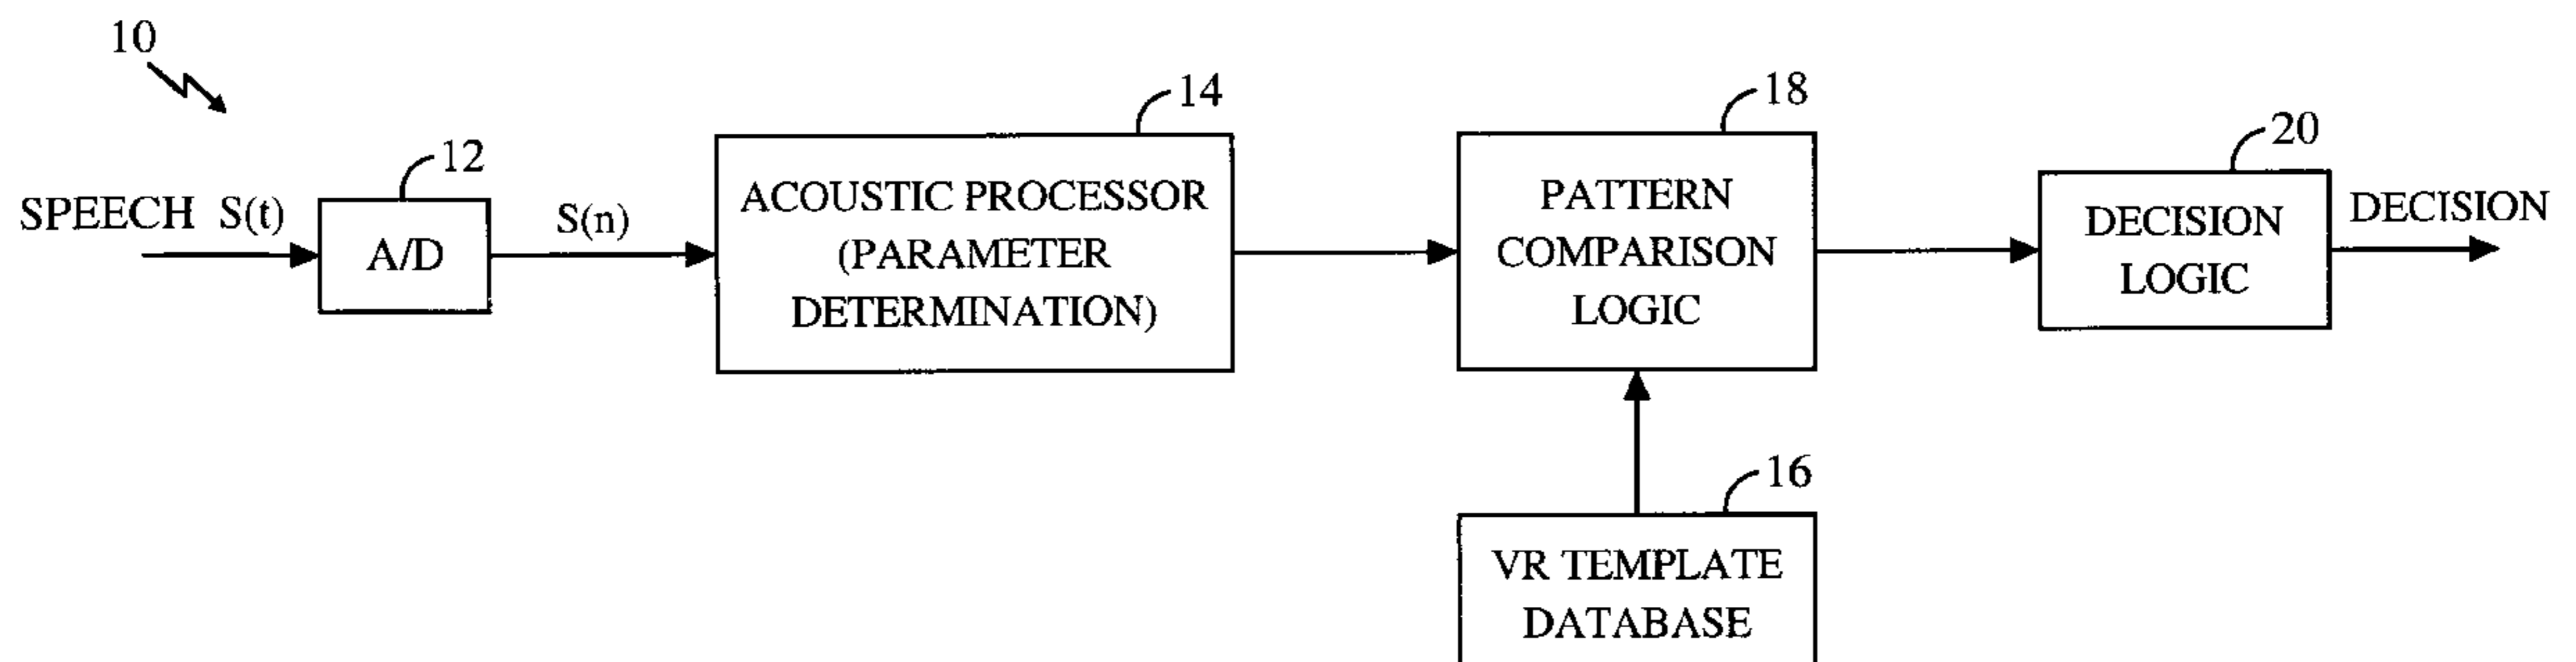 10
14
18
20
12
SPEECH S(t)
A/D
S(n)
ACOUSTIC PROCESSOR
(PARAMETER
DETERMINATION)
PATTERN
COMPARISON
LOGIC
DECISION
LOGIC
DECISION
16
VR TEMPLATE
DATABASE